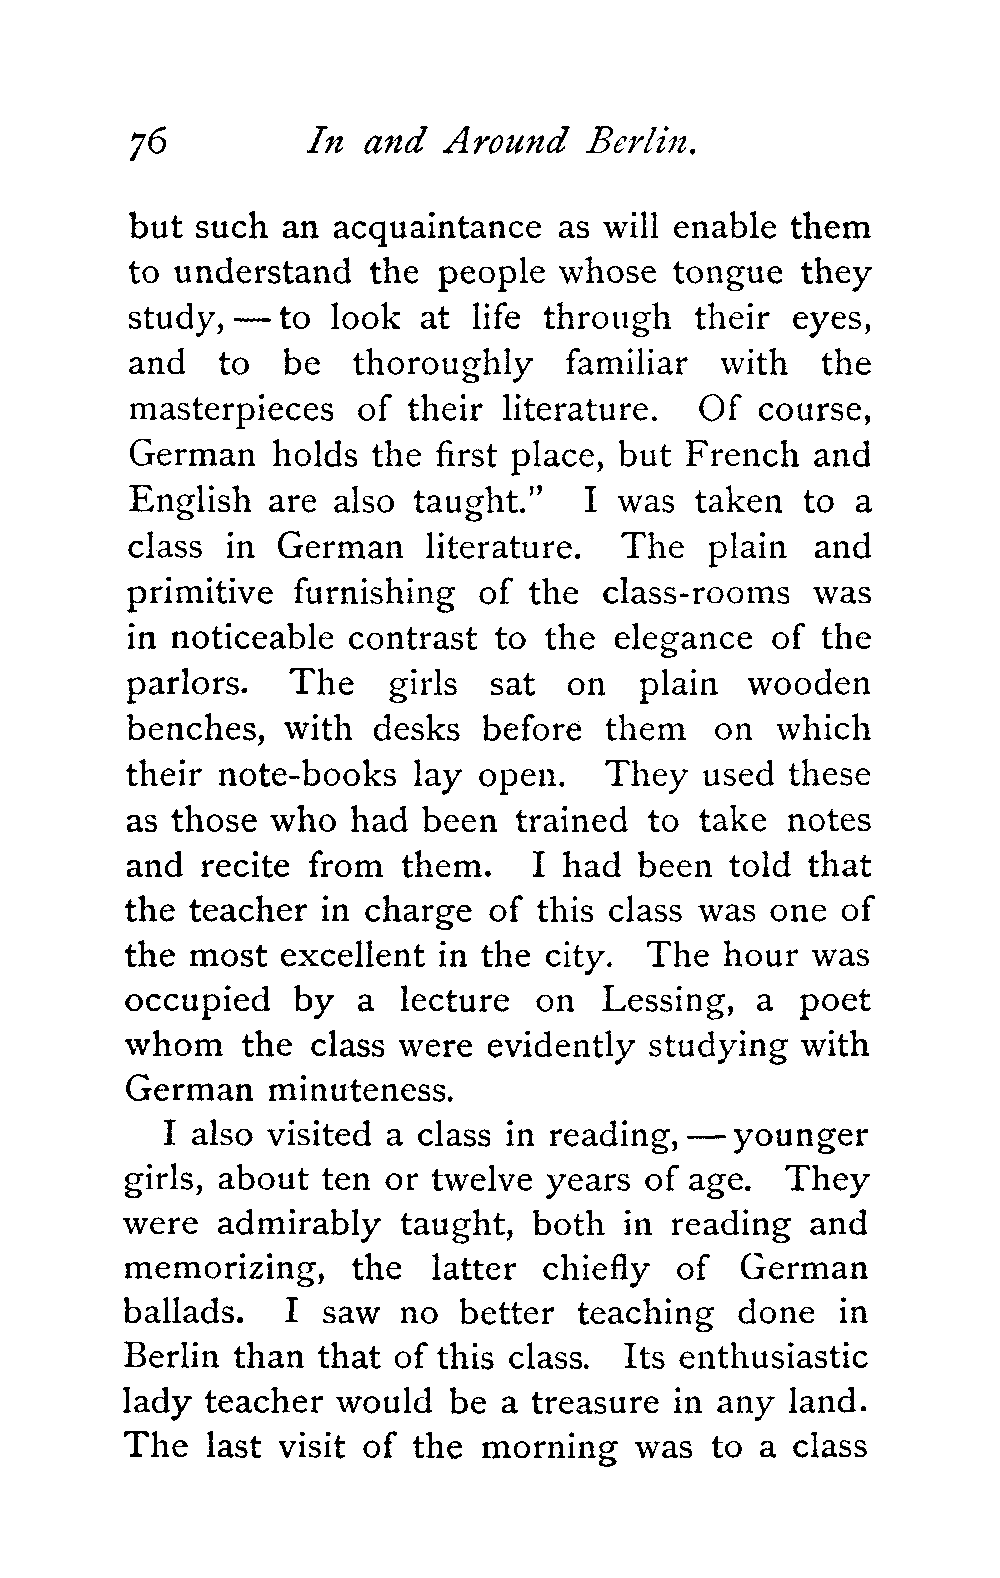 76 In and Around Berlin.
but such an acquaintance as will enable them
to understand the people whose tongue they
study, — to look at life through their eyes,
and to be thoroughly familiar with the
masterpieces of their literature. Of course,
German holds the first place, but French and
English are also taught." I was taken to a
class in German literature. The plain and
primitive furnishing of the class-rooms was
in noticeable contrast to the elegance of the
parlors. The girls sat on plain wooden
benches, with desks before them on which
their note-books lay open. They used these
as those who had been trained to take notes
and recite from them. I had been told that
the teacher in charge of this class was one of
the most excellent in the city. The hour was
occupied by a lecture on Lessing, a poet
whom the class were evidently studying with
German minuteness.
I also visited a class in reading, — younger
girls, about ten or twelve years of age. They
were admirably taught, both in reading and
memorizing, the latter chiefly of German
ballads. I saw no better teaching done in
Berlin than that of this class. Its enthusiastic
lady teacher would be a treasure in any land.
The last visit of the morning was to a class